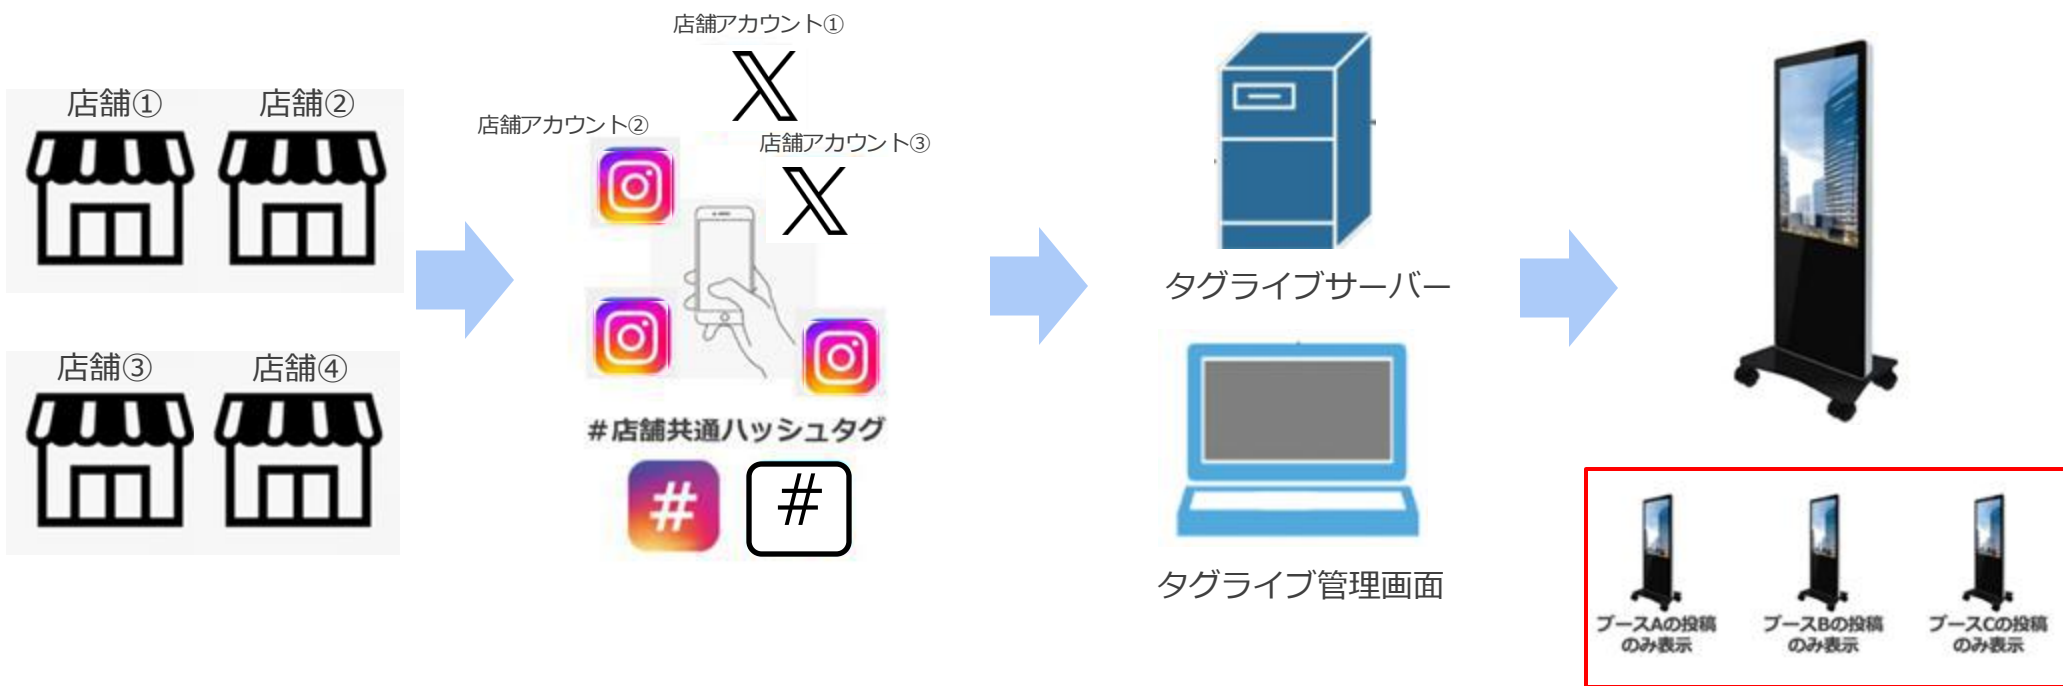 店舗①
店舗②
店舗③
店舗④
店舗アカウント①
店舗アカウント②
店舗アカウント③
#店舗共通ハッシュタグ
#
#
タグライブサーバー
タグライブ管理画面
ブースAの投稿
のみ表示
ブースBの投稿
のみ表示
ブースCの投稿
のみ表示